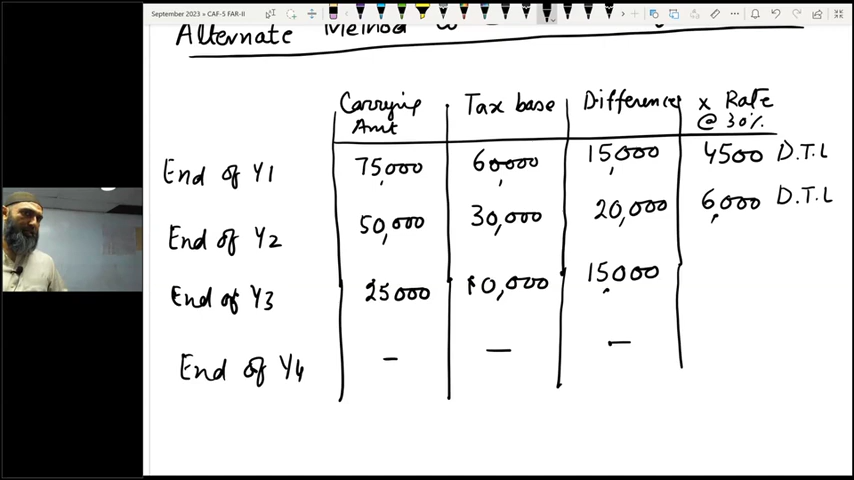 September 2023 » CAF-5 FAR-II
Alternate Method
Carrying Amt | Tax base | Difference | x Rate @ 30%
End of Y1 75,000 60,000 15,000 4500 D.T.L
End of Y2 50,000 30,000 20,000 6,000 D.T.L
End of Y3 25000 10,000 15,000
End of Y4 - - -